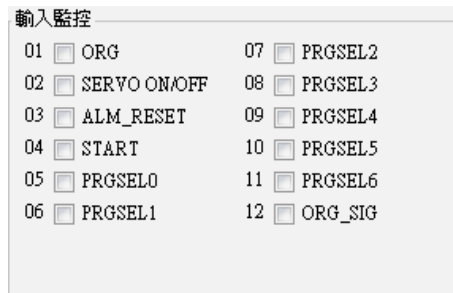 輸入監控
01 ORG
02 SERVO ON/OFF
03 ALM_RESET
04 START
05 PRGSEL0
06 PRGSEL1
07 PRGSEL2
08 PRGSEL3
09 PRGSEL4
10 PRGSEL5
11 PRGSEL6
12 ORG_SIG